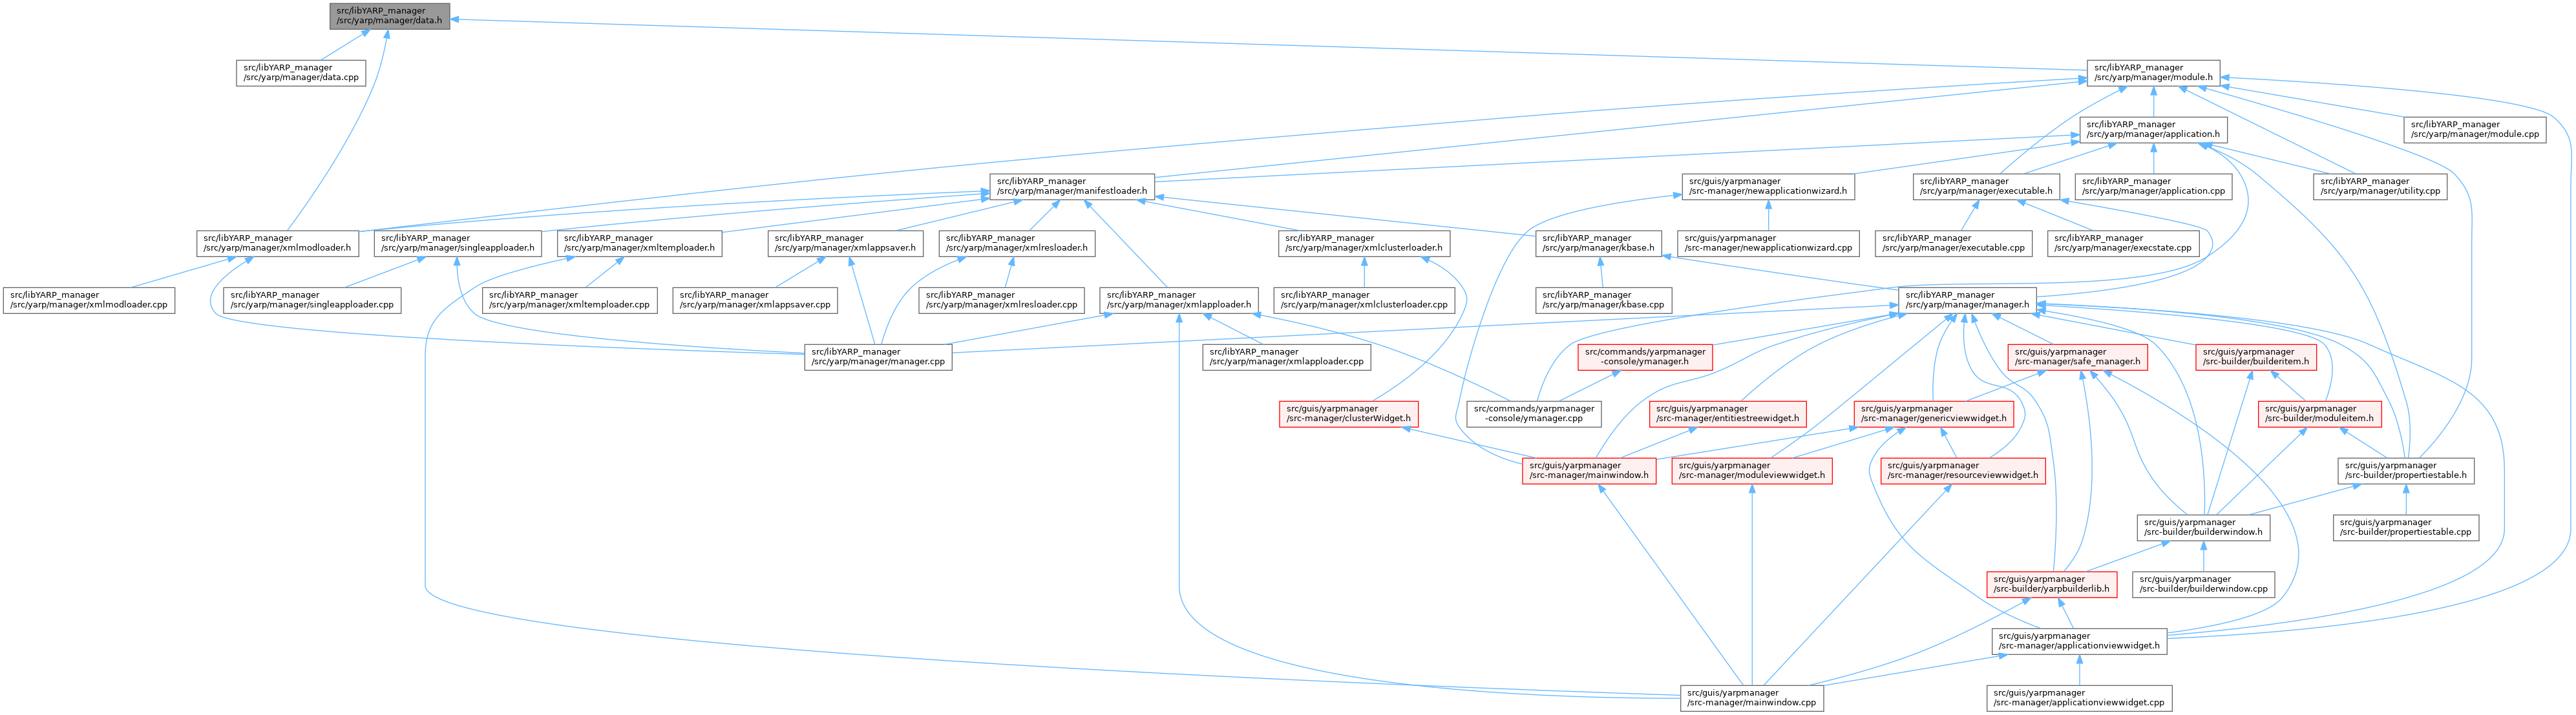 src/libYARP_manager
/src/yarp/manager/data.h
src/libYARP_manager
/src/yarp/manager/data.cpp
src/libYARP_manager
/src/yarp/manager/module.h
src/libYARP_manager
/src/yarp/manager/application.h
src/libYARP_manager
/src/yarp/manager/module.cpp
src/libYARP_manager
/src/yarp/manager/manifestloader.h
src/guis/yarpmanager
/src-manager/newapplicationwizard.h
src/libYARP_manager
/src/yarp/manager/executable.h
src/libYARP_manager
/src/yarp/manager/application.cpp
src/libYARP_manager
/src/yarp/manager/utility.cpp
src/libYARP_manager
/src/yarp/manager/xmlmodloader.h
src/libYARP_manager
/src/yarp/manager/singleapploader.h
src/libYARP_manager
/src/yarp/manager/xmltemploader.h
src/libYARP_manager
/src/yarp/manager/xmlappsaver.h
src/libYARP_manager
/src/yarp/manager/xmlresloader.h
src/libYARP_manager
/src/yarp/manager/xmlclusterloader.h
src/libYARP_manager
/src/yarp/manager/kbase.h
src/guis/yarpmanager
/src-manager/newapplicationwizard.cpp
src/libYARP_manager
/src/yarp/manager/executable.cpp
src/libYARP_manager
/src/yarp/manager/execstate.cpp
src/libYARP_manager
/src/yarp/manager/xmlmodloader.cpp
src/libYARP_manager
/src/yarp/manager/singleapploader.cpp
src/libYARP_manager
/src/yarp/manager/xmltemploader.cpp
src/libYARP_manager
/src/yarp/manager/xmlappsaver.cpp
src/libYARP_manager
/src/yarp/manager/xmlresloader.cpp
src/libYARP_manager
/src/yarp/manager/xmlapploader.h
src/libYARP_manager
/src/yarp/manager/xmlclusterloader.cpp
src/libYARP_manager
/src/yarp/manager/kbase.cpp
src/libYARP_manager
/src/yarp/manager/manager.h
src/libYARP_manager
/src/yarp/manager/manager.cpp
src/libYARP_manager
/src/yarp/manager/xmlapploader.cpp
src/commands/yarpmanager
-console/ymanager.h
src/guis/yarpmanager
/src-manager/safe_manager.h
src/guis/yarpmanager
/src-builder/builderitem.h
src/guis/yarpmanager
/src-manager/clusterWidget.h
src/commands/yarpmanager
-console/ymanager.cpp
src/guis/yarpmanager
/src-manager/entitiestreewidget.h
src/guis/yarpmanager
/src-manager/genericviewwidget.h
src/guis/yarpmanager
/src-builder/moduleitem.h
src/guis/yarpmanager
/src-manager/mainwindow.h
src/guis/yarpmanager
/src-manager/moduleviewwidget.h
src/guis/yarpmanager
/src-manager/resourceviewwidget.h
src/guis/yarpmanager
/src-builder/propertiestable.h
src/guis/yarpmanager
/src-builder/builderwindow.h
src/guis/yarpmanager
/src-builder/propertiestable.cpp
src/guis/yarpmanager
/src-builder/yarpbuilderlib.h
src/guis/yarpmanager
/src-builder/builderwindow.cpp
src/guis/yarpmanager
/src-manager/applicationviewwidget.h
src/guis/yarpmanager
/src-manager/mainwindow.cpp
src/guis/yarpmanager
/src-manager/applicationviewwidget.cpp